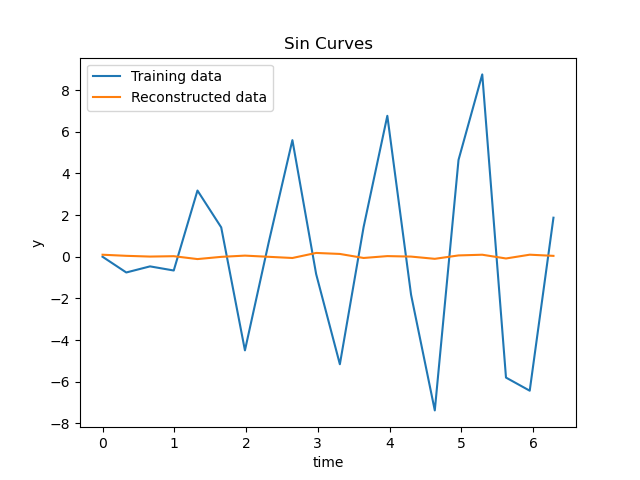 Sin Curves
Training data
Reconstructed data
8
6
4
2
0
−2
−4
−6
−8
y
0 1 2 3 4 5 6
time